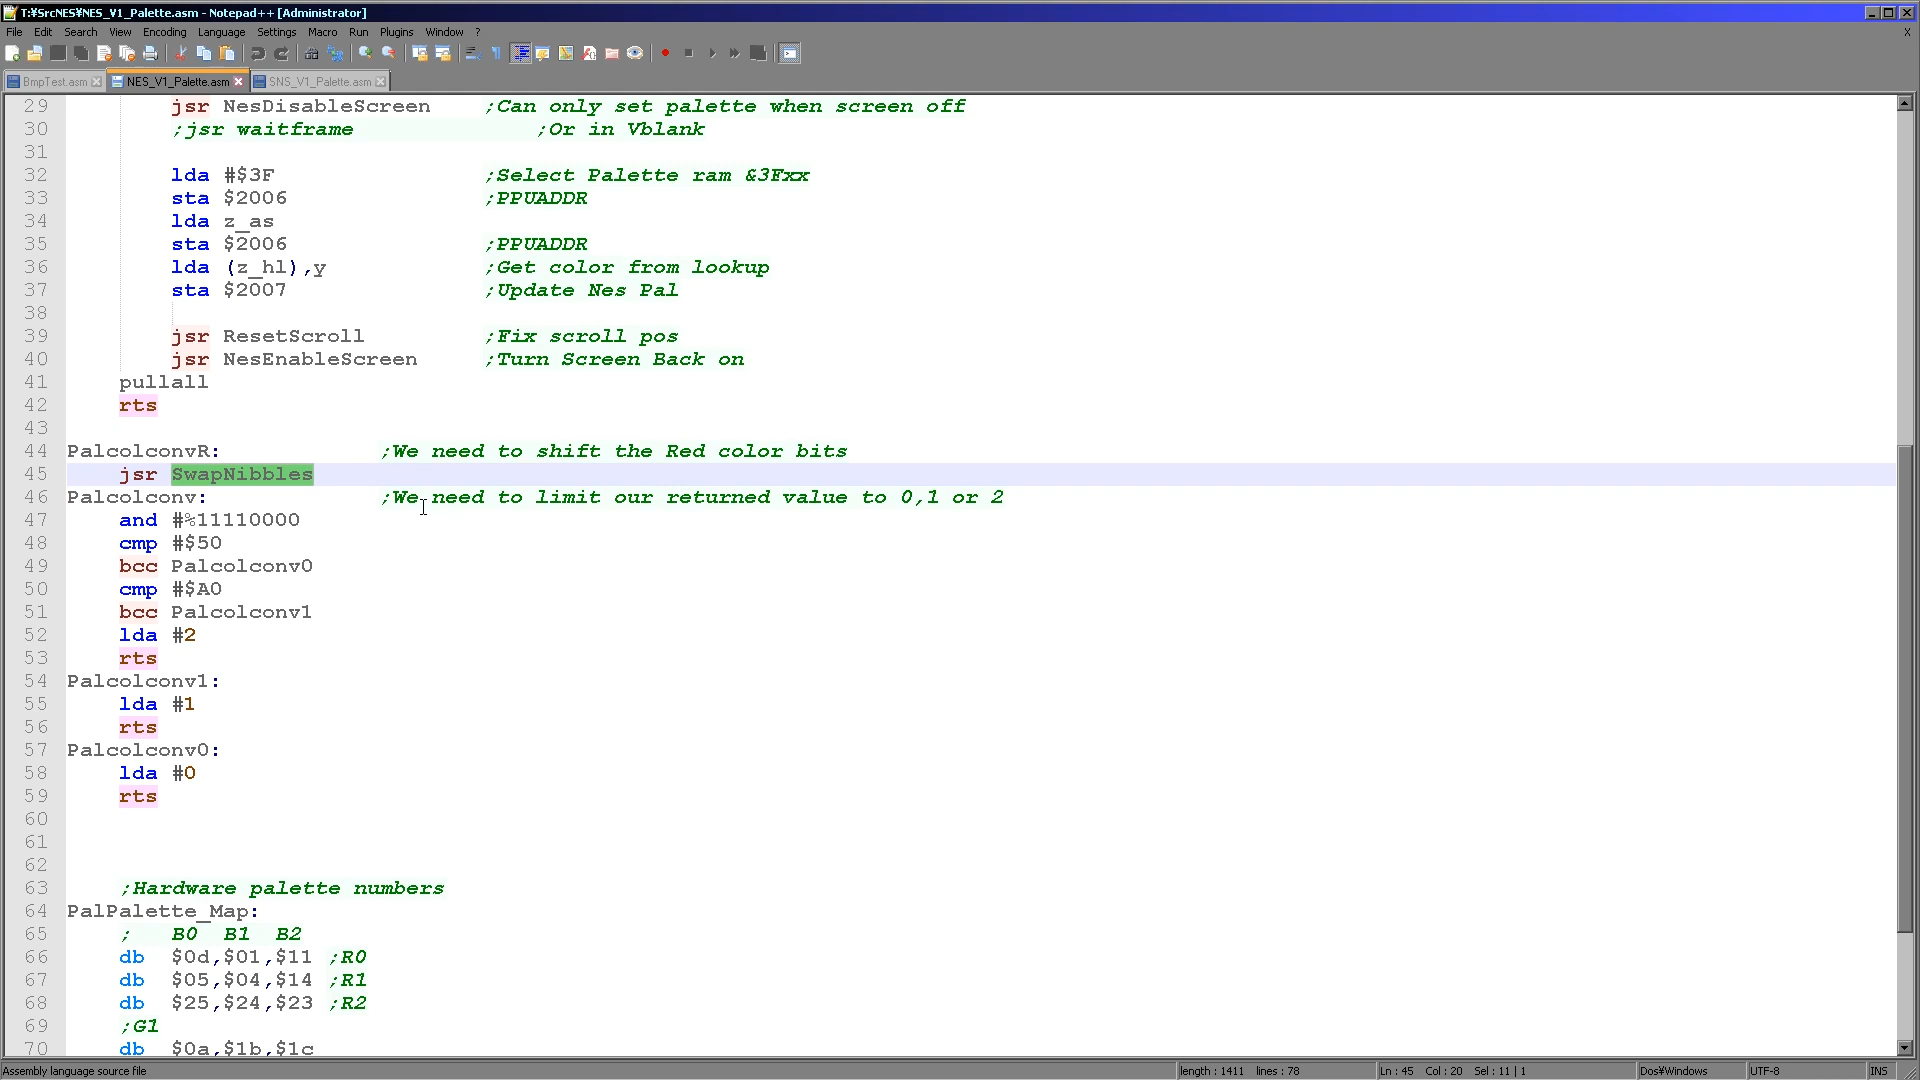 T:¥SrcNES¥NES_V1_Palette.asm - Notepad++ [Administrator]
File Edit Search View Encoding Language Settings Macro Run Plugins Window ? X
BmpTest.asm NES_V1_Palette.asm SNS_V1_Palette.asm
29 jsr NesDisableScreen ;Can only set palette when screen off
30 ;jsr waitframe ;Or in Vblank
31
32 lda #$3F ;Select Palette ram &3Fxx
33 sta $2006 ;PPUADDR
34 lda z_as
35 sta $2006 ;PPUADDR
36 lda (z_hl),y ;Get color from lookup
37 sta $2007 ;Update Nes Pal
38
39 jsr ResetScroll ;Fix scroll pos
40 jsr NesEnableScreen ;Turn Screen Back on
41 pullall
42 rts
43
44 PalcolconvR: ;We need to shift the Red color bits
45 jsr SwapNibbles
46 Palcolconv: ;We need to limit our returned value to 0,1 or 2
47 and #%11110000
48 cmp #$50
49 bcc Palcolconv0
50 cmp #$A0
51 bcc Palcolconv1
52 lda #2
53 rts
54 Palcolconv1:
55 lda #1
56 rts
57 Palcolconv0:
58 lda #0
59 rts
60
61
62
63 ;Hardware palette numbers
64 PalPalette_Map:
65 ; B0 B1 B2
66 db $0d,$01,$11 ;R0
67 db $05,$04,$14 ;R1
68 db $25,$24,$23 ;R2
69 ;G1
70 db $0a,$1b,$1c
Assembly language source file length : 1411 lines : 78 Ln : 45 Col : 20 Sel : 11 | 1 Dos¥Windows UTF-8 INS